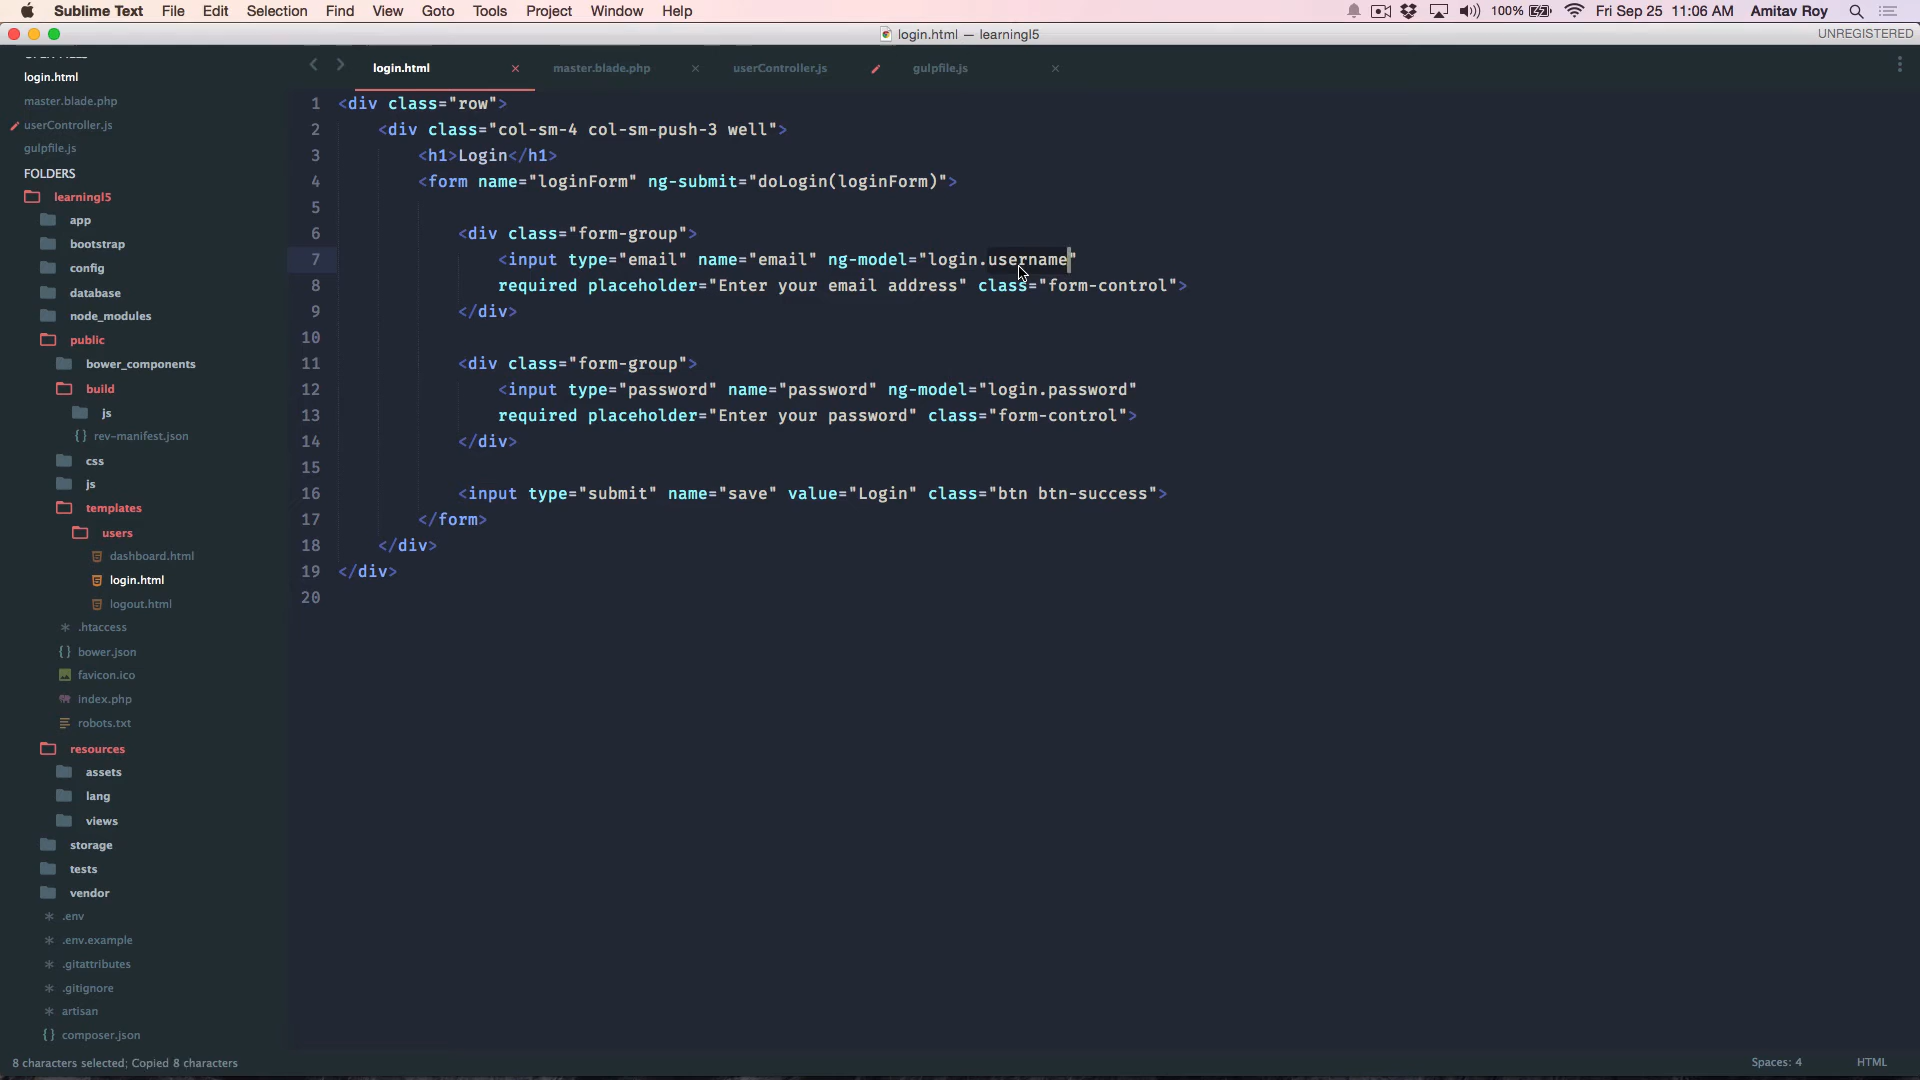 Sublime Text File Edit Selection Find View Goto Tools Project Window Help 100% Fri Sep 25 11:06 AM Amitav Roy
login.html — learningl5 UNREGISTERED
login.html master.blade.php userController.js gulpfile.js
login.html
master.blade.php
userController.js
gulpfile.js
FOLDERS
learningl5
app
bootstrap
config
database
node_modules
public
bower_components
build
js
{} rev-manifest.json
css
js
templates
users
dashboard.html
login.html
logout.html
* .htaccess
{} bower.json
favicon.ico
index.php
robots.txt
resources
assets
lang
views
storage
tests
vendor
* .env
* .env.example
* .gitattributes
* .gitignore
* artisan
{} composer.json
1 <div class="row">
2 <div class="col-sm-4 col-sm-push-3 well">
3 <h1>Login</h1>
4 <form name="loginForm" ng-submit="doLogin(loginForm)">
5
6 <div class="form-group">
7 <input type="email" name="email" ng-model="login.username"
8 required placeholder="Enter your email address" class="form-control">
9 </div>
10
11 <div class="form-group">
12 <input type="password" name="password" ng-model="login.password"
13 required placeholder="Enter your password" class="form-control">
14 </div>
15
16 <input type="submit" name="save" value="Login" class="btn btn-success">
17 </form>
18 </div>
19 </div>
20
8 characters selected; Copied 8 characters Spaces: 4 HTML